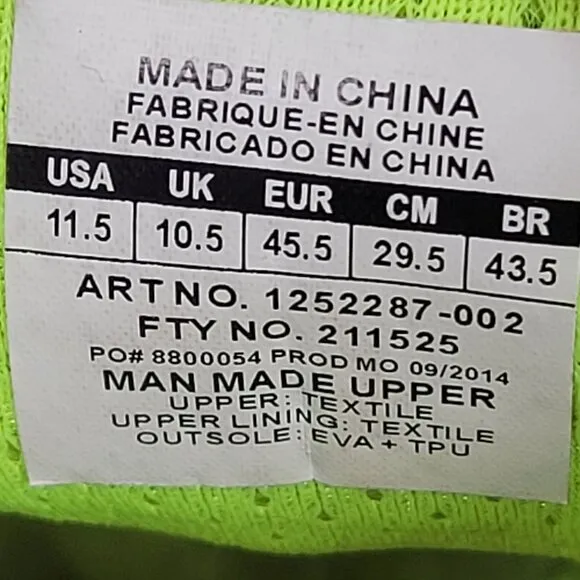 MADE IN CHINA
FABRIQUE-EN CHINE
FABRICADO EN CHINA
USA UK EUR CM BR
11.5 10.5 45.5 29.5 43.5
ART NO. 1252287-002
FTY NO. 211525
PO# 8800054 PROD MO 09/2014
MAN MADE UPPER
UPPER: TEXTILE
UPPER LINING: TEXTILE
OUTSOLE: EVA + TPU